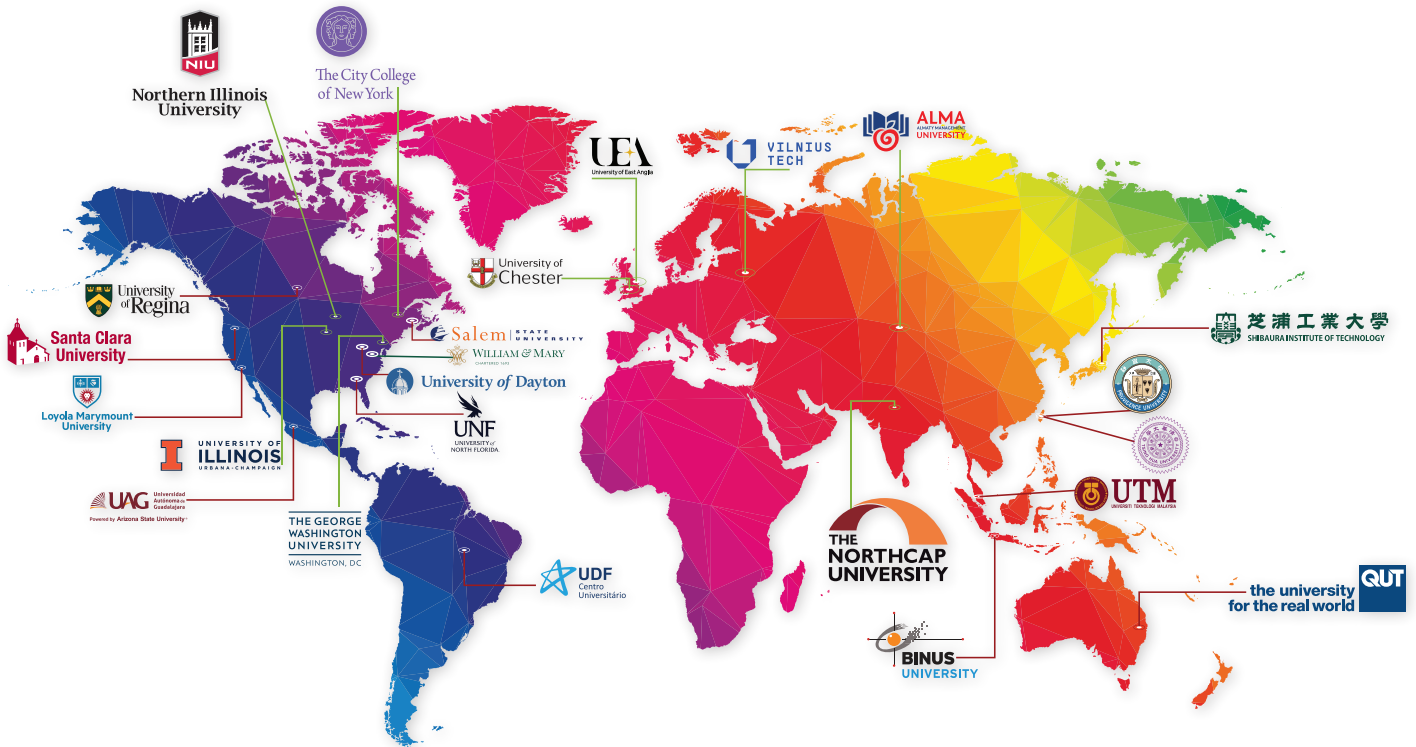 NIU
Northern Illinois
University
The City College
of New York
UEA
University of East Anglia
VILNIUS
TECH
ALMA
ALMATY MANAGEMENT
UNIVERSITY
University of
Chester
University
of Regina
Santa Clara
University
Salem STATE
UNIVERSITY
WILLIAM & MARY
CHARTERED 1693
University of Dayton
Loyola Marymount
University
UNF
UNIVERSITY of
NORTH FLORIDA.
UNIVERSITY OF
ILLINOIS
URBANA-CHAMPAIGN
UAG Universidad
Autónoma de
Guadalajara
Powered by Arizona State University
THE GEORGE
WASHINGTON
UNIVERSITY
WASHINGTON, DC
UDF
Centro
Universitário
芝浦工業大學
SHIBAURA INSTITUTE OF TECHNOLOGY
PROVIDENCE UNIVERSITY
UTM
UNIVERSITI TEKNOLOGI MALAYSIA
THE
NORTHCAP
UNIVERSITY
BINUS
UNIVERSITY
the university
for the real world
QUT